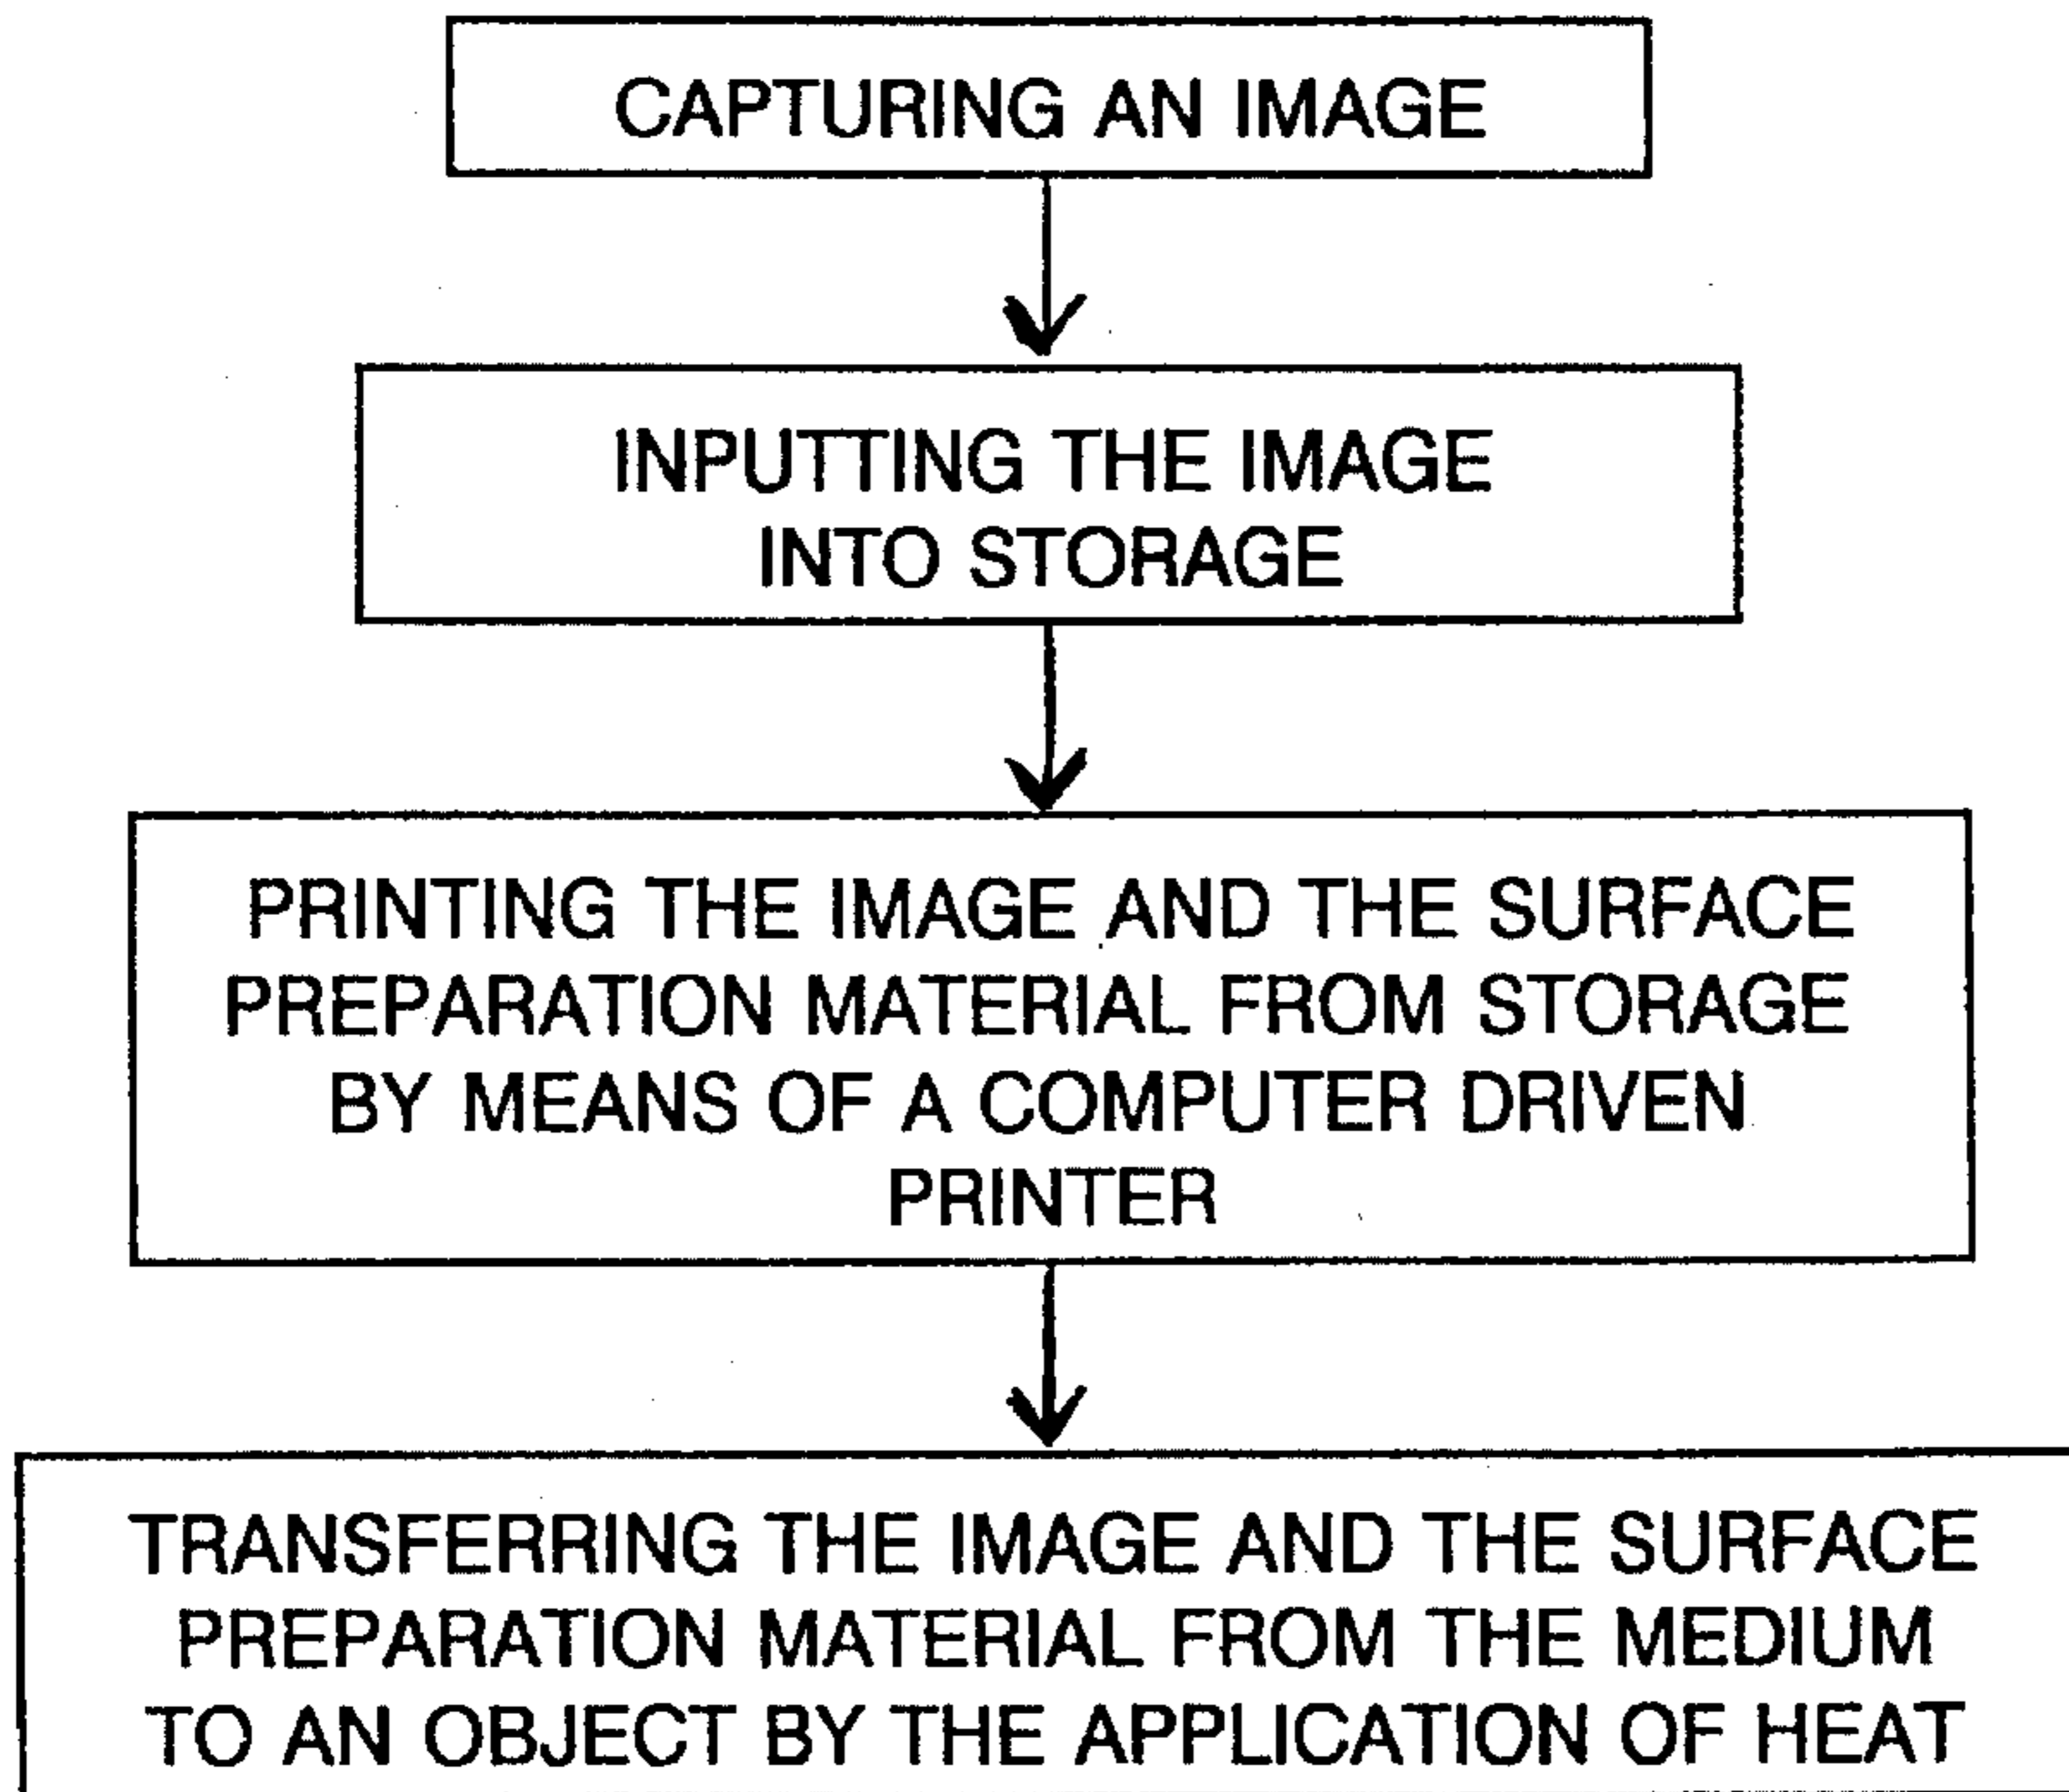 CAPTURING AN IMAGE
INPUTTING THE IMAGE
INTO STORAGE
PRINTING THE IMAGE AND THE SURFACE
PREPARATION MATERIAL FROM STORAGE
BY MEANS OF A COMPUTER DRIVEN
PRINTER
TRANSFERRING THE IMAGE AND THE SURFACE
PREPARATION MATERIAL FROM THE MEDIUM
TO AN OBJECT BY THE APPLICATION OF HEAT